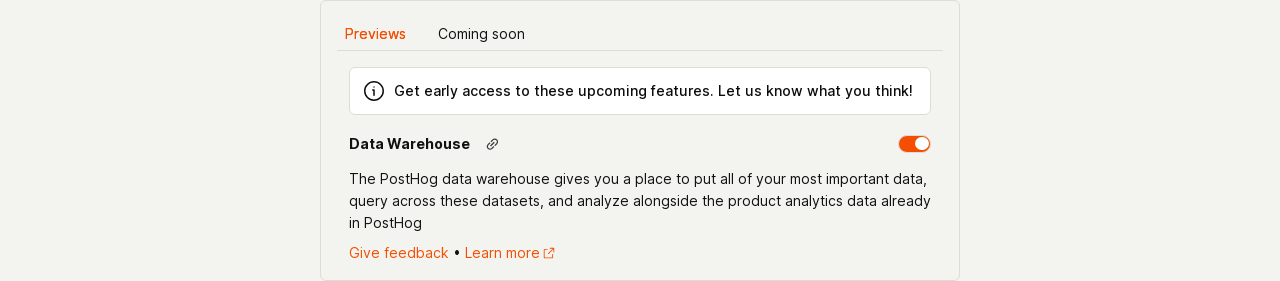 Previews Coming soon
Get early access to these upcoming features. Let us know what you think!
Data Warehouse
The PostHog data warehouse gives you a place to put all of your most important data,
query across these datasets, and analyze alongside the product analytics data already
in PostHog
Give feedback • Learn more